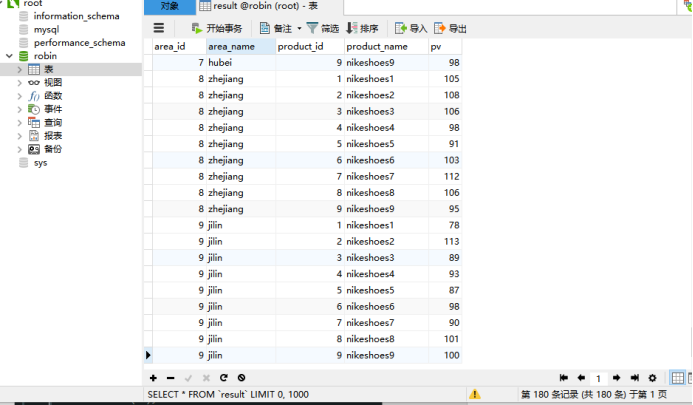 root
information_schema
mysql
performance_schema
robin
表
视图
f() 函数
事件
查询
报表
备份
sys
对象 result @robin (root) - 表
开始事务 备注 筛选 排序 导入 导出
area_id area_name product_id product_name pv
7 hubei 9 nikeshoes9 98
8 zhejiang 1 nikeshoes1 105
8 zhejiang 2 nikeshoes2 108
8 zhejiang 3 nikeshoes3 106
8 zhejiang 4 nikeshoes4 98
8 zhejiang 5 nikeshoes5 91
8 zhejiang 6 nikeshoes6 103
8 zhejiang 7 nikeshoes7 112
8 zhejiang 8 nikeshoes8 106
8 zhejiang 9 nikeshoes9 95
9 jilin 1 nikeshoes1 78
9 jilin 2 nikeshoes2 113
9 jilin 3 nikeshoes3 89
9 jilin 4 nikeshoes4 93
9 jilin 5 nikeshoes5 87
9 jilin 6 nikeshoes6 98
9 jilin 7 nikeshoes7 90
9 jilin 8 nikeshoes8 101
9 jilin 9 nikeshoes9 100
1
SELECT * FROM `result` LIMIT 0, 1000 第 180 条记录 (共 180 条) 于第 1 页